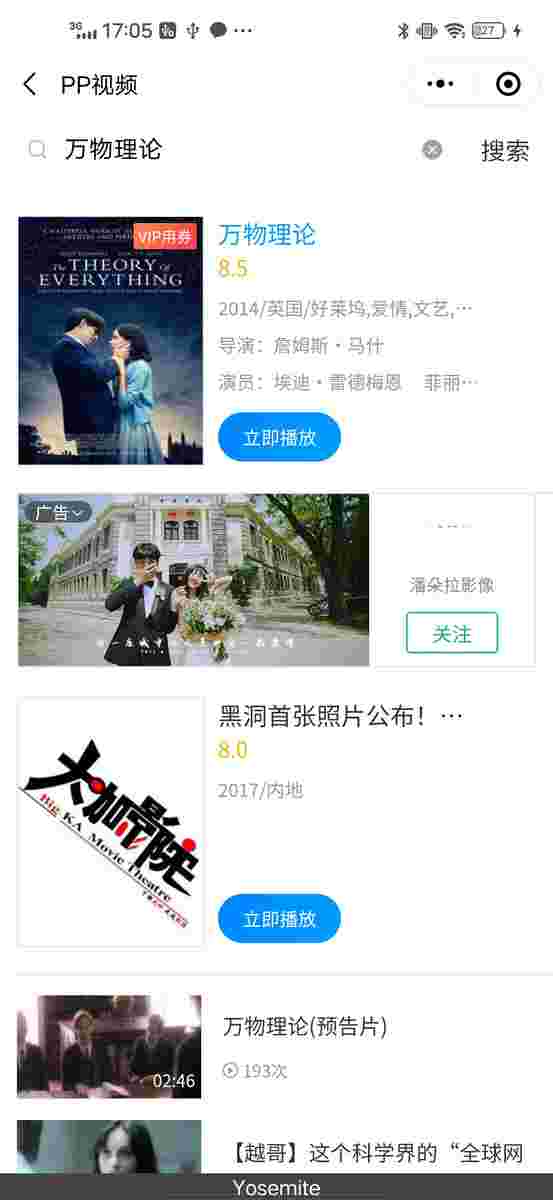 3G 17:05 27
PP视频
万物理论
搜索
VIP用券
The THEORY of
EVERYTHING
万物理论
8.5
2014/英国/好莱坞,爱情,文艺,…
导演：詹姆斯·马什
演员：埃迪·雷德梅恩 菲丽…
立即播放
广告
潘朵拉影像
关注
黑洞首张照片公布！…
8.0
2017/内地
大咖影院
Big KA Movie Theatre
立即播放
02:46
万物理论(预告片)
193次
【越哥】这个科学界的“全球网
Yosemite